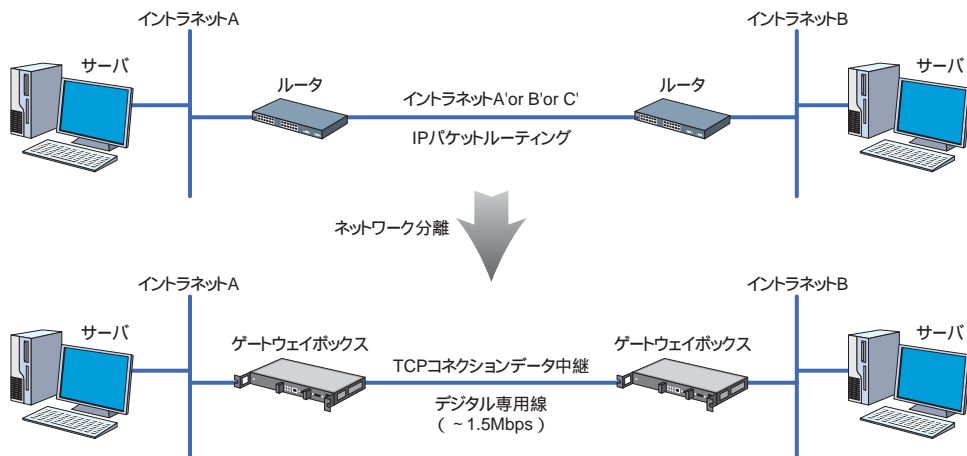 イントラネットA
イントラネットB
サーバ
ルータ
ルータ
サーバ
イントラネットA'or B'or C'
IPパケットルーティング
ネットワーク分離
イントラネットA
イントラネットB
サーバ
ゲートウェイボックス
ゲートウェイボックス
サーバ
TCPコネクションデータ中継
デジタル専用線
( ~1.5Mbps )